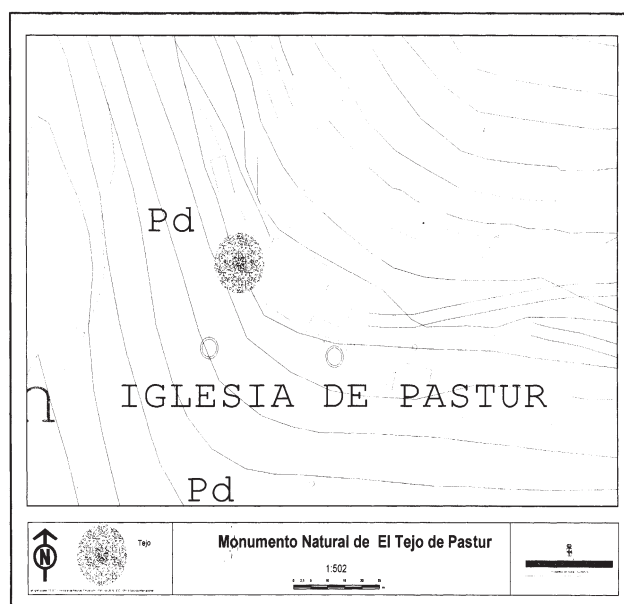 Pd
IGLESIA DE PASTUR
n
Pd
N
Tejo
Monumento Natural de El Tejo de Pastur
1:502